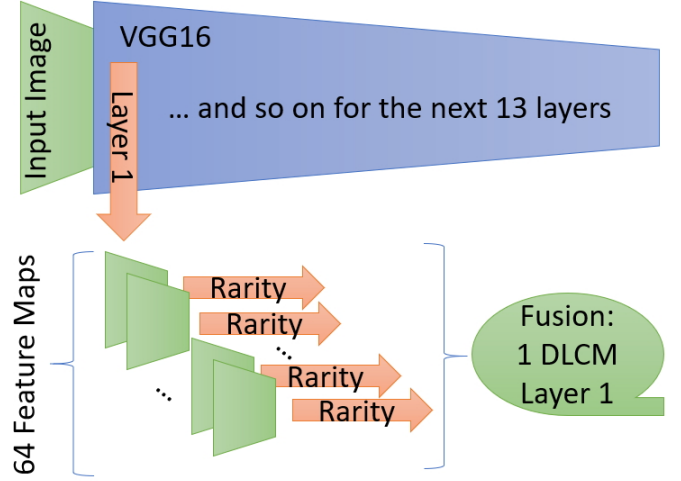 Input Image
VGG16
Layer 1
... and so on for the next 13 layers
64 Feature Maps
Rarity
Rarity
...
Rarity
...
Rarity
Fusion:
1 DLCM
Layer 1